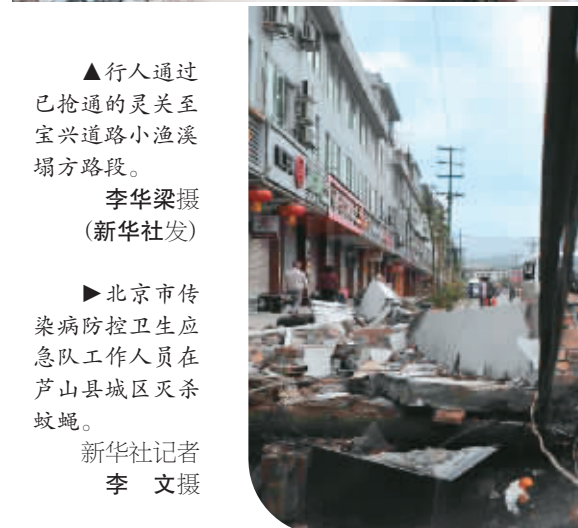 ▲行人通过
已抢通的灵关至
宝兴道路小渔溪
塌方路段。
李华梁摄
(新华社发)
▶北京市传
染病防控卫生应
急队工作人员在
芦山县城区灭杀
蚊蝇。
新华社记者
李 文摄